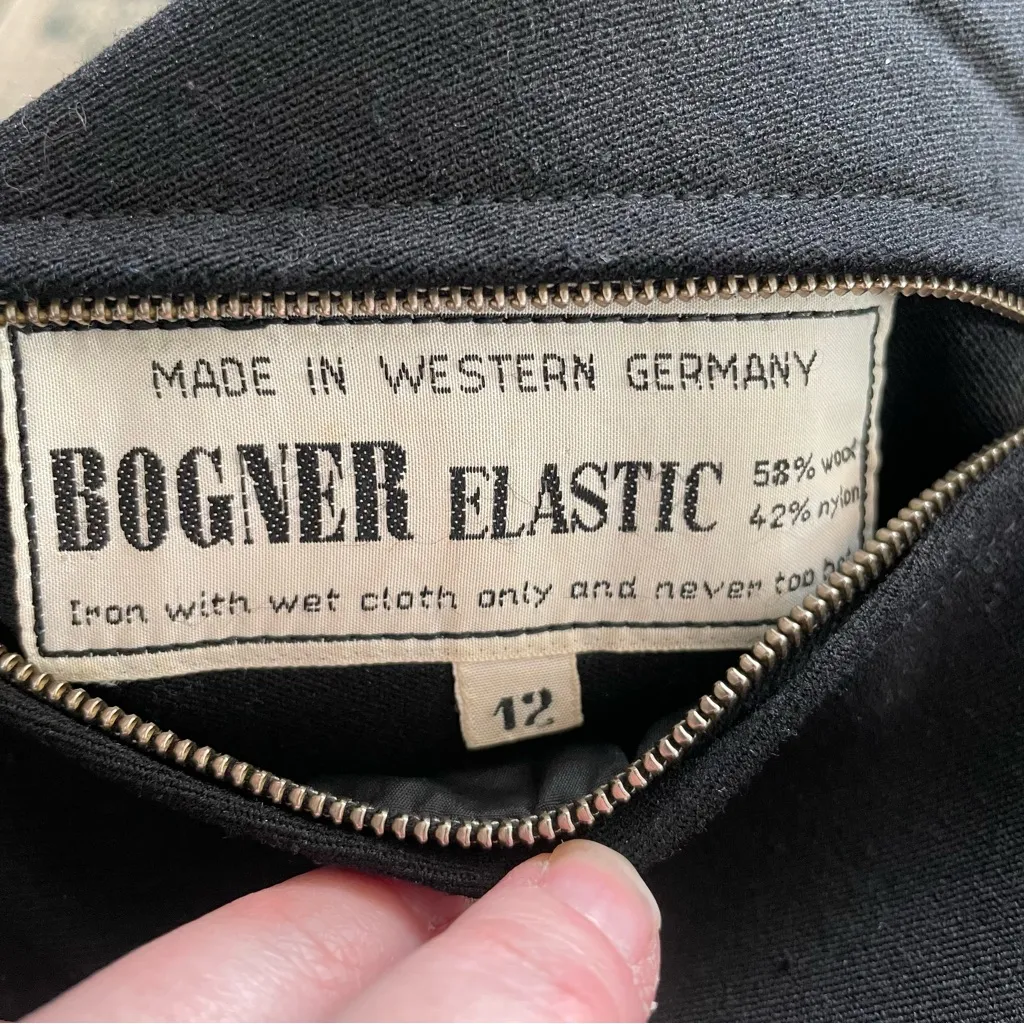 MADE IN WESTERN GERMANY
BOGNER ELASTIC
58% wool
42% nylon
Iron with wet cloth only and never too
12